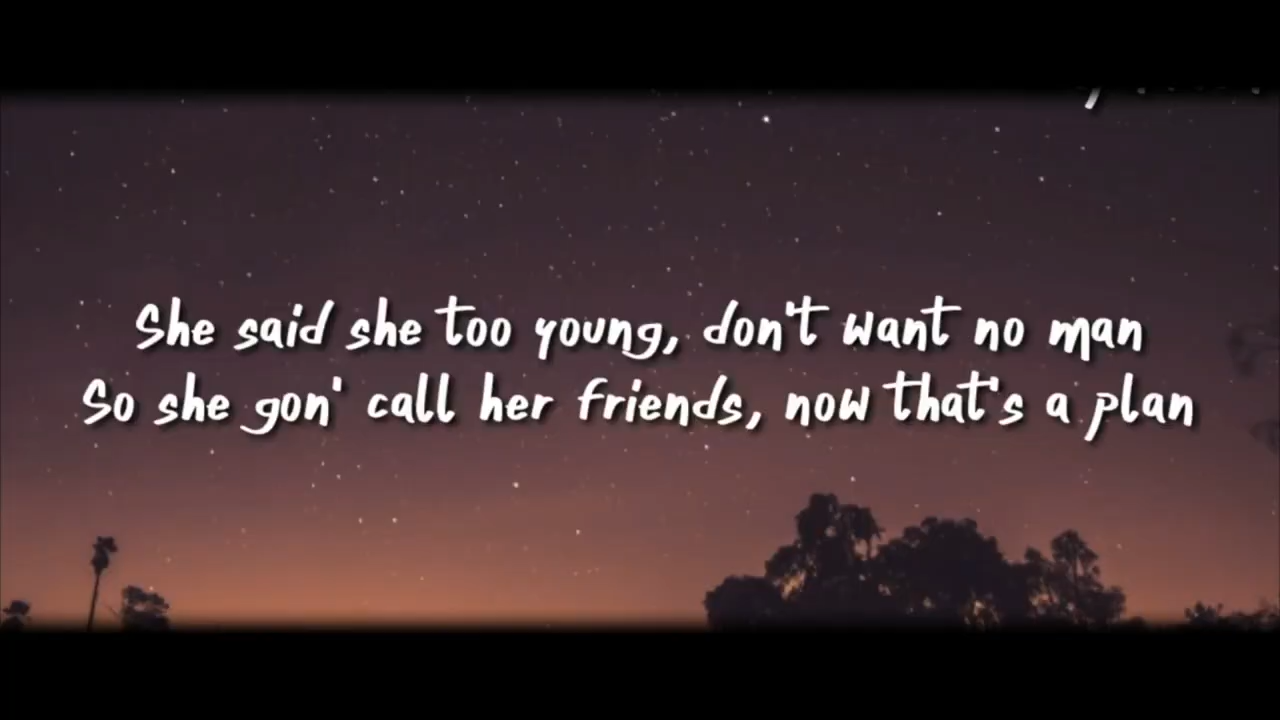 She said she too young, don't want no man
So she gon' call her friends, now that's a plan